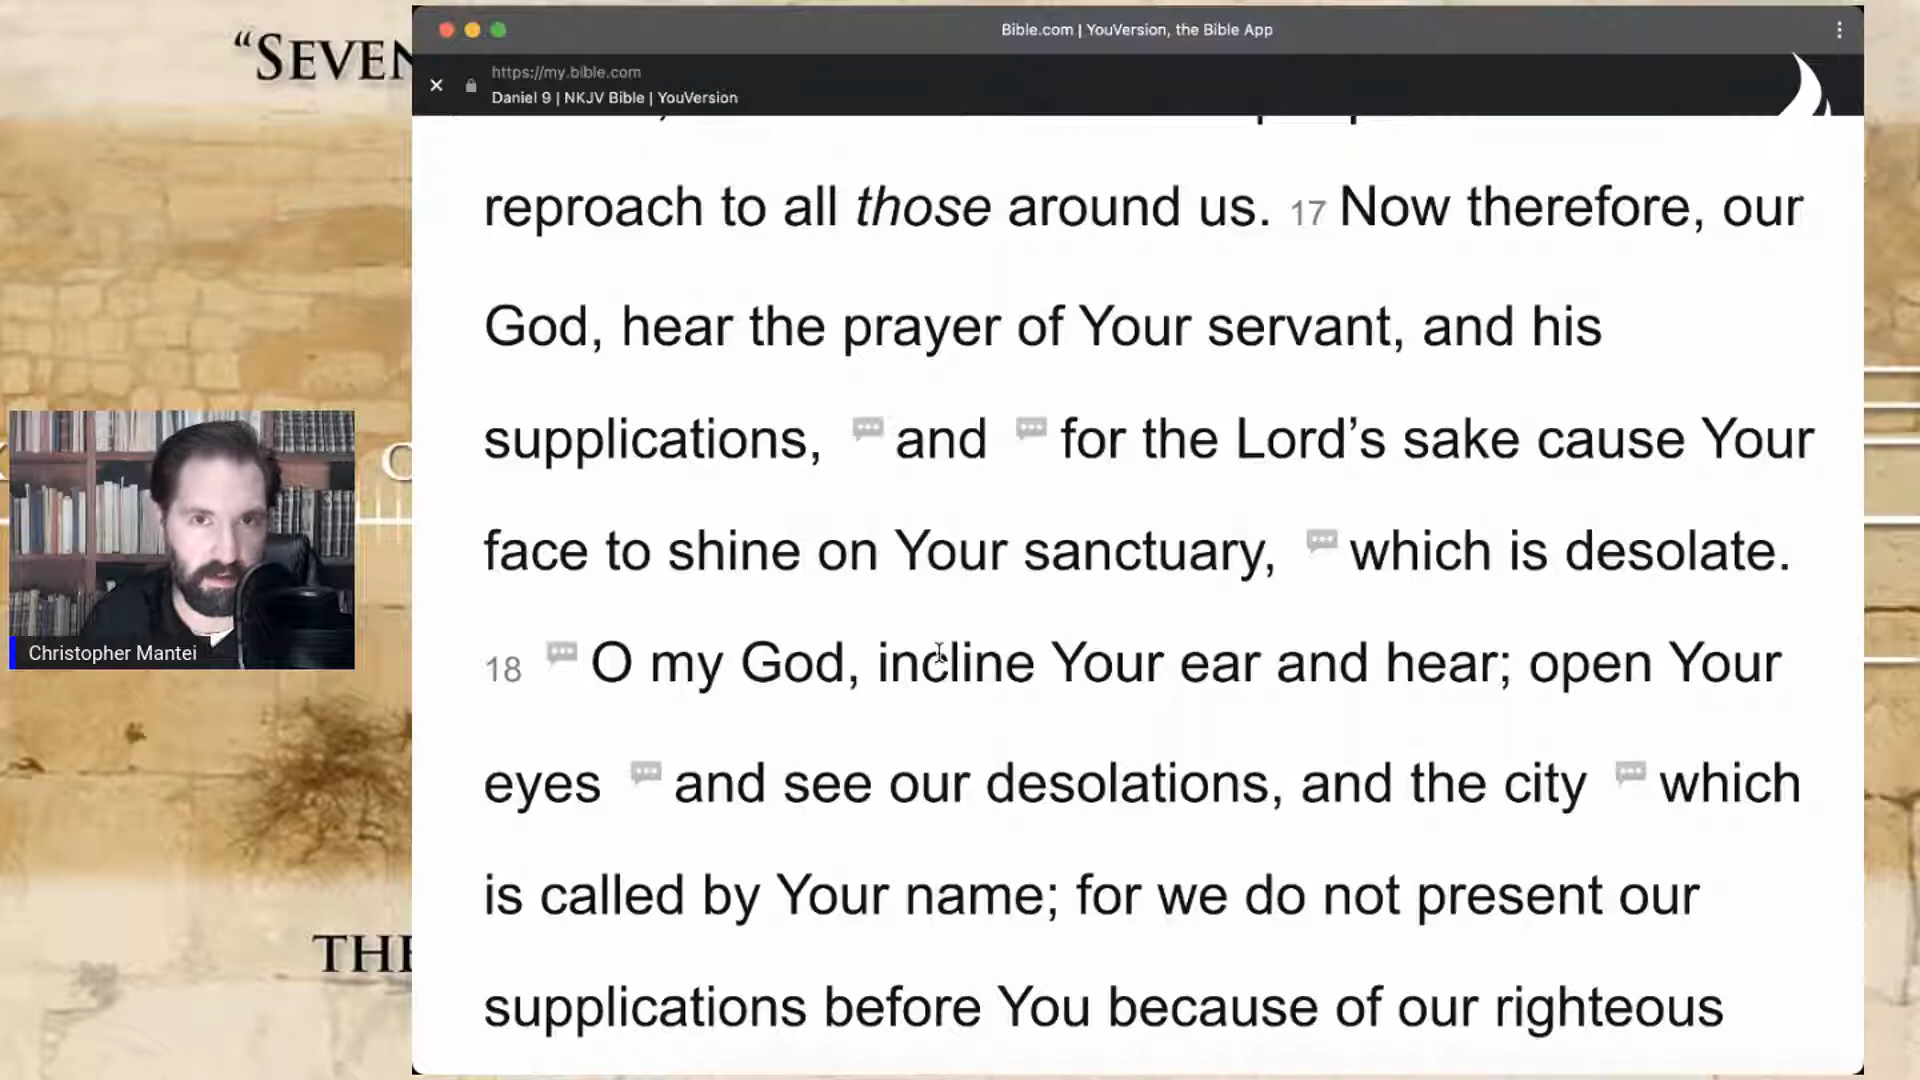 “SEVEN
Bible.com | YouVersion, the Bible App
https://my.bible.com
Daniel 9 | NKJV Bible | YouVersion
reproach to all those around us. 17 Now therefore, our
God, hear the prayer of Your servant, and his
supplications, and for the Lord’s sake cause Your
face to shine on Your sanctuary, which is desolate.
18 O my God, incline Your ear and hear; open Your
eyes and see our desolations, and the city which
is called by Your name; for we do not present our
supplications before You because of our righteous
Christopher Mantei
THE